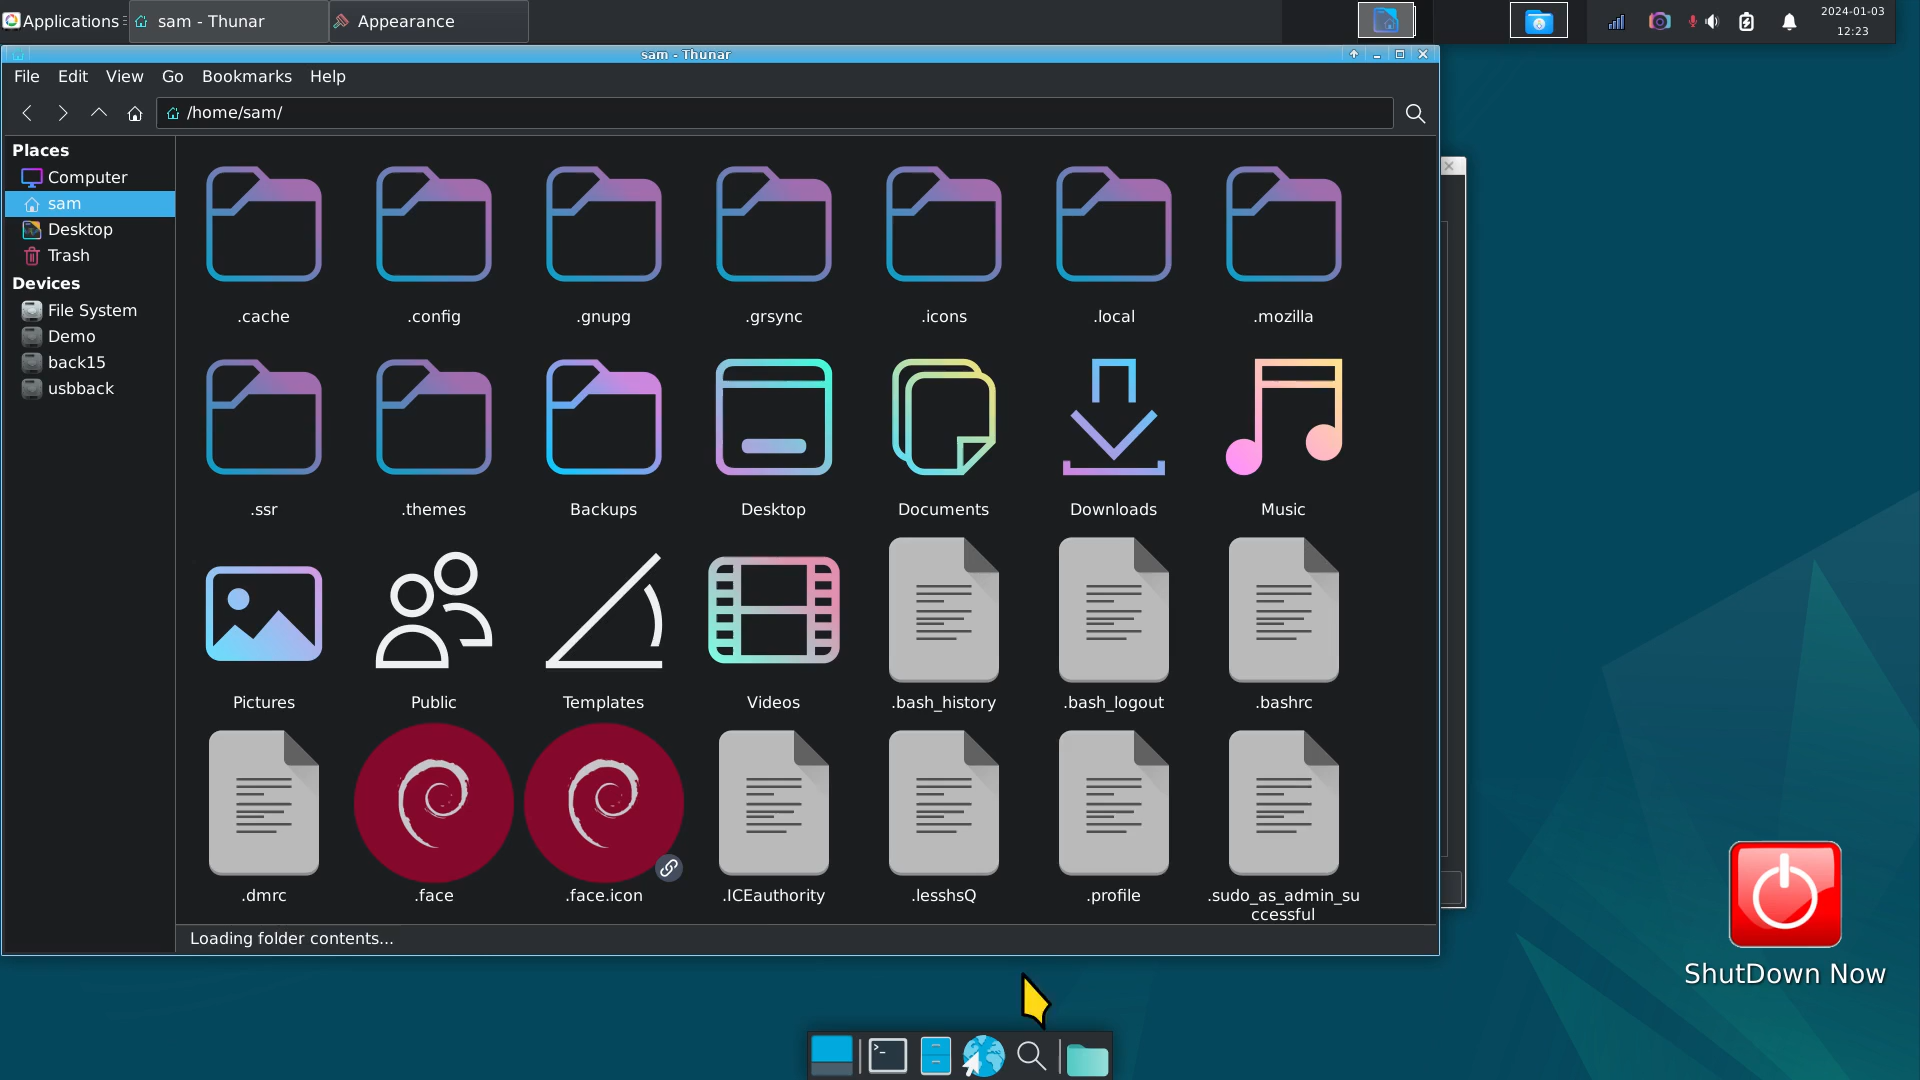 Applications
sam - Thunar
Appearance
2024-01-03
12:23
sam - Thunar
File Edit View Go Bookmarks Help
/home/sam/
Places
Computer
sam
Desktop
Trash
Devices
File System
Demo
back15
usbback
.cache .config .gnupg .grsync .icons .local .mozilla
.ssr .themes Backups Desktop Documents Downloads Music
Pictures Public Templates Videos .bash_history .bash_logout .bashrc
.dmrc .face .face.icon .ICEauthority .lesshsQ .profile .sudo_as_admin_su
ccessful
Loading folder contents...
ShutDown Now